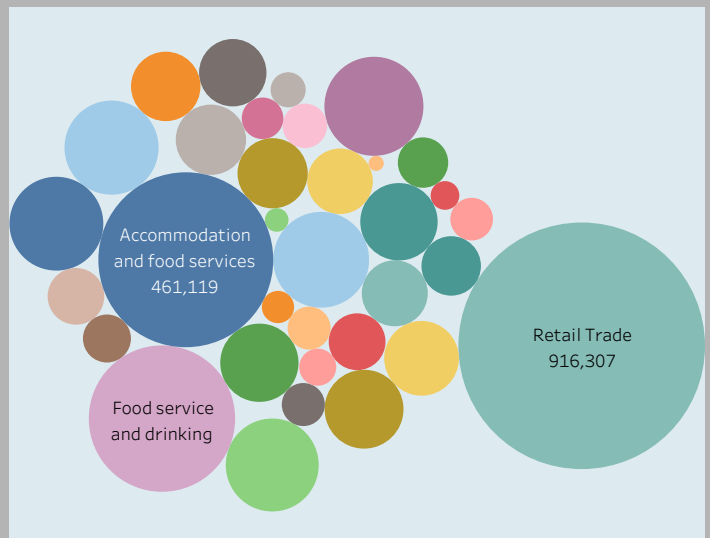 Accommodation
and food services
461,119
Retail Trade
916,307
Food service
and drinking